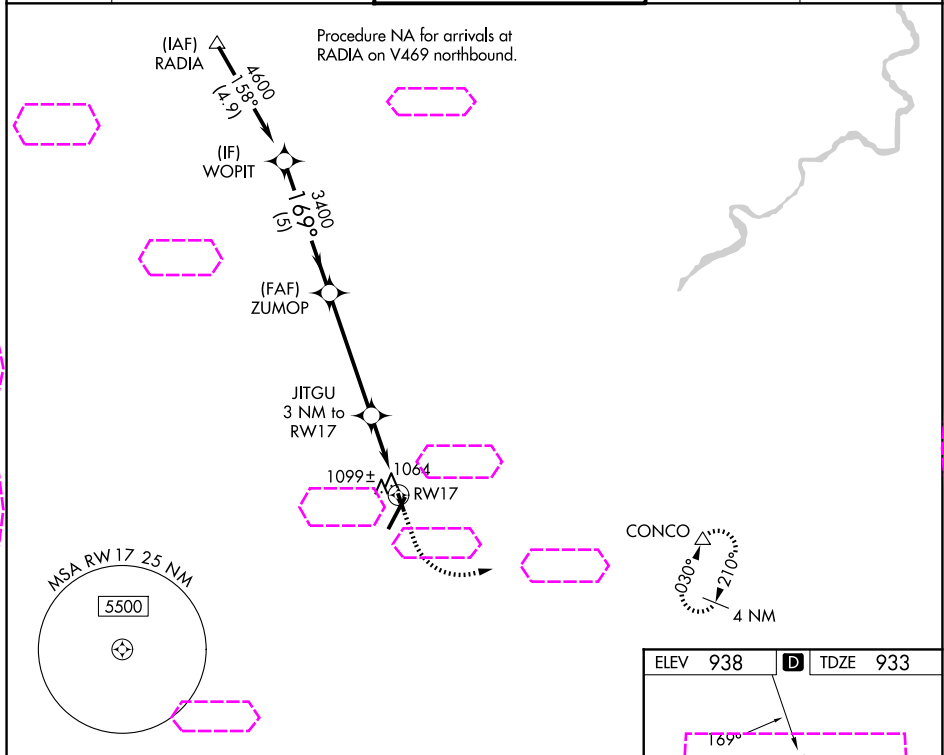 Procedure NA for arrivals at
RADIA on V469 northbound.
(IAF)
RADIA
4600
158°
(4.9)
(IF)
WOPIT
3400
169°
(5)
(FAF)
ZUMOP
JITGU
3 NM to
RW17
1099±
1064
RW17
CONCO
030°
210°
4 NM
MSA RW 17 25 NM
5500
ELEV 938 D TDZE 933
169°